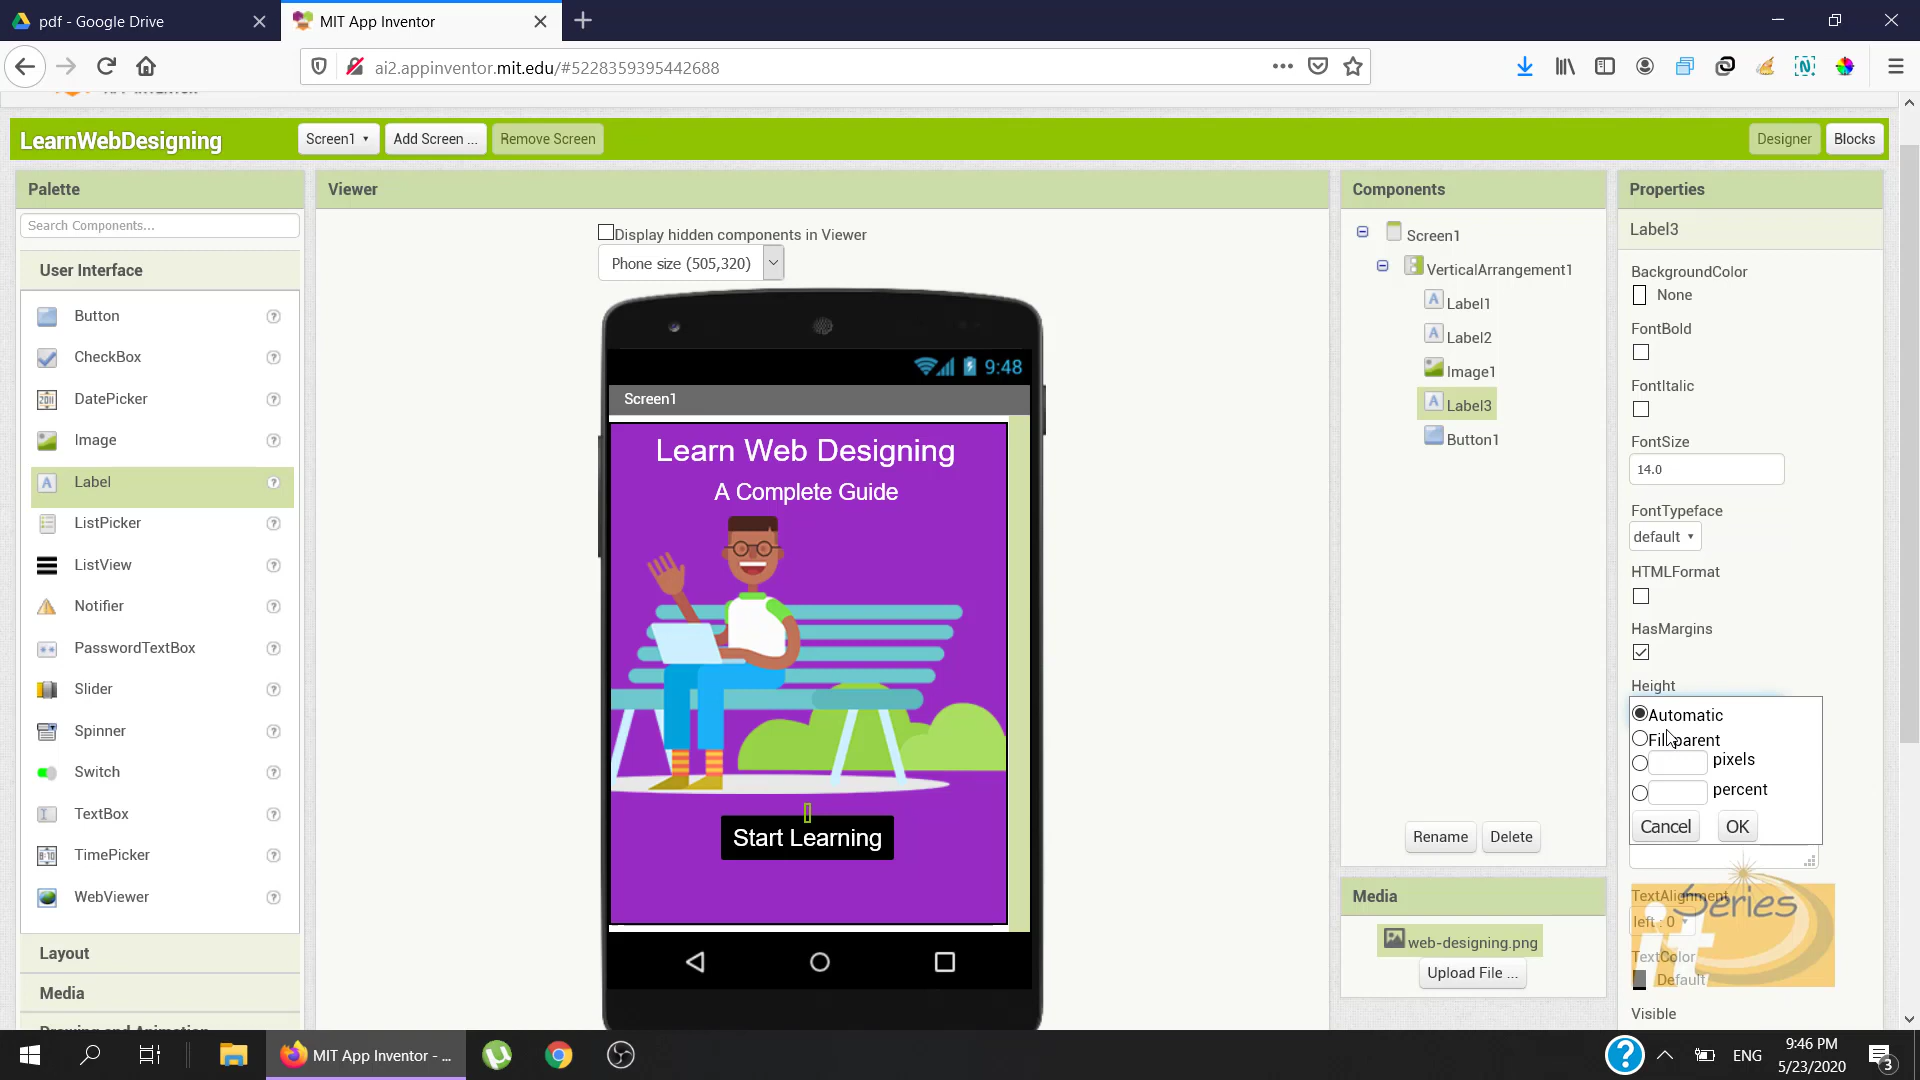 pdf - Google Drive
MIT App Inventor
ai2.appinventor.mit.edu/#5228359395442688
LearnWebDesigning
Screen1
Add Screen ...
Remove Screen
Designer
Blocks
Palette
Search Components...
User Interface
Button
CheckBox
DatePicker
Image
Label
ListPicker
ListView
Notifier
PasswordTextBox
Slider
Spinner
Switch
TextBox
TimePicker
WebViewer
Layout
Media
Viewer
Display hidden components in Viewer
Phone size (505,320)
9:48
Screen1
Learn Web Designing
A Complete Guide
Start Learning
Components
Screen1
VerticalArrangement1
Label1
Label2
Image1
Label3
Button1
Rename
Delete
Media
web-designing.png
Upload File ...
Properties
Label3
BackgroundColor
None
FontBold
FontItalic
FontSize
14.0
FontTypeface
default
HTMLFormat
HasMargins
Height
Automatic
Fill parent
pixels
percent
Cancel
OK
TextAlignment
left : 0
TextColor
Default
Visible
it Series
MIT App Inventor - ...
ENG
9:46 PM
5/23/2020
3